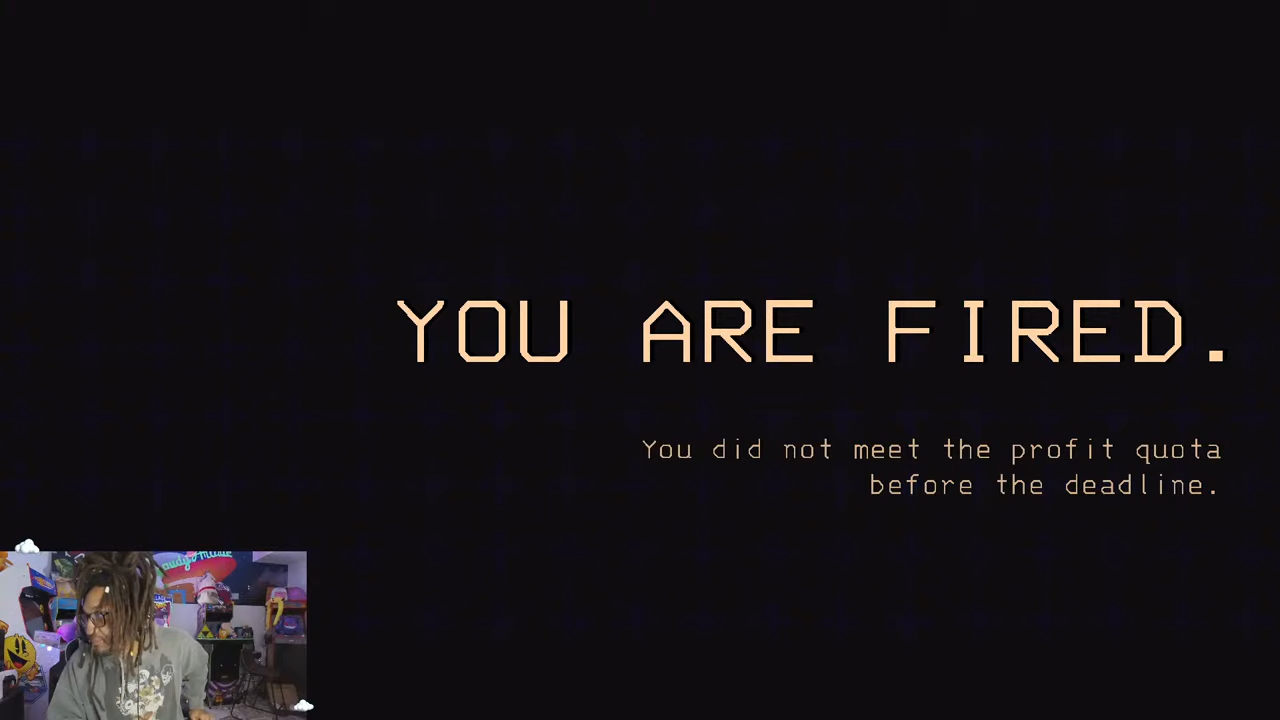 YOU ARE FIRED.
You did not meet the profit quota
before the deadline.